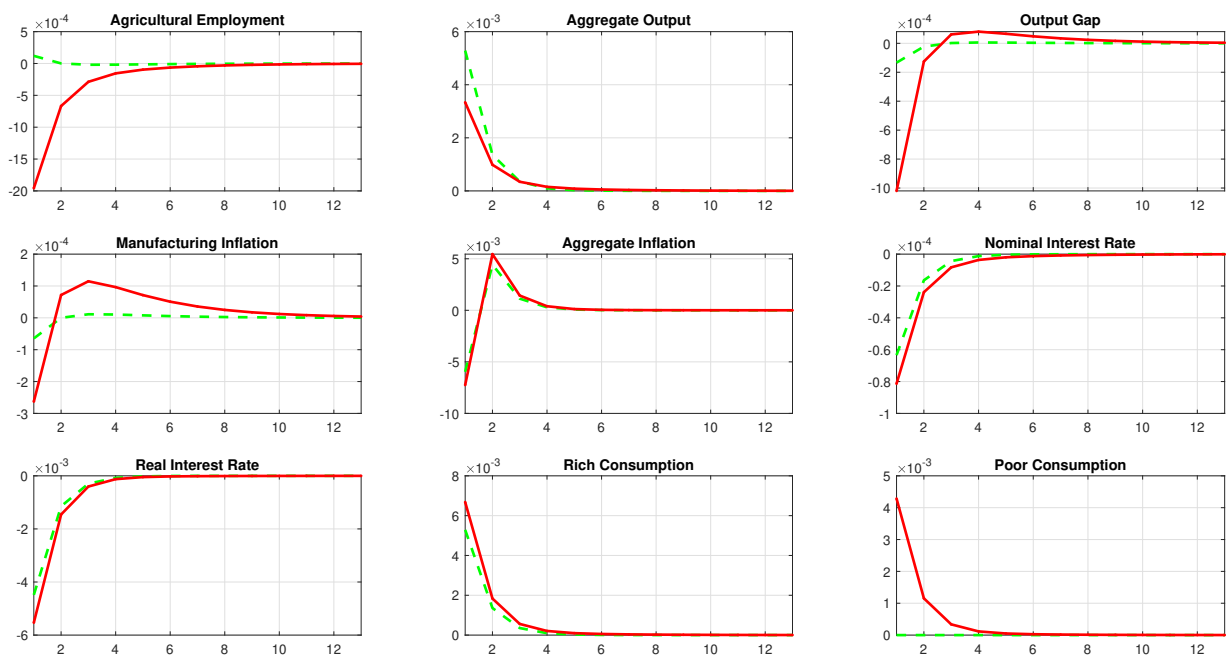 ×10⁻⁴ Agricultural Employment
5
0
-5
-10
-15
-20
2 4 6 8 10 12
×10⁻³ Aggregate Output
6
4
2
0
2 4 6 8 10 12
×10⁻⁴ Output Gap
0
-2
-4
-6
-8
-10
2 4 6 8 10 12
×10⁻⁴ Manufacturing Inflation
2
1
0
-1
-2
-3
2 4 6 8 10 12
×10⁻³ Aggregate Inflation
5
0
-5
-10
2 4 6 8 10 12
×10⁻⁴ Nominal Interest Rate
0
-0.2
-0.4
-0.6
-0.8
-1
2 4 6 8 10 12
×10⁻³ Real Interest Rate
0
-2
-4
-6
2 4 6 8 10 12
×10⁻³ Rich Consumption
8
6
4
2
0
2 4 6 8 10 12
×10⁻³ Poor Consumption
5
4
3
2
1
0
2 4 6 8 10 12